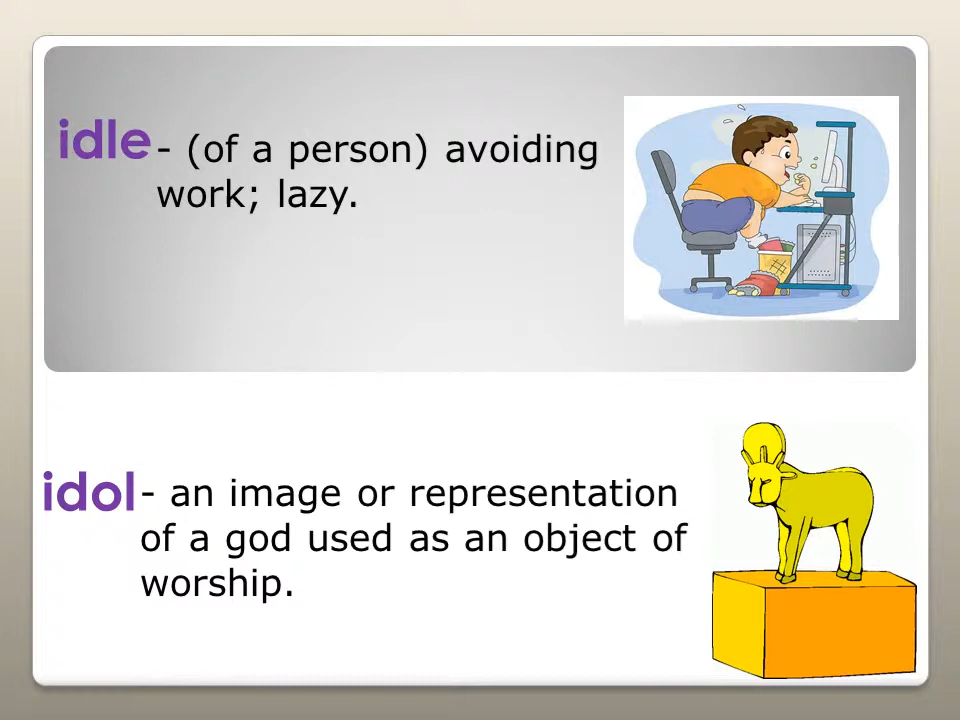 idle - (of a person) avoiding
work; lazy.
idol - an image or representation
of a god used as an object of
worship.